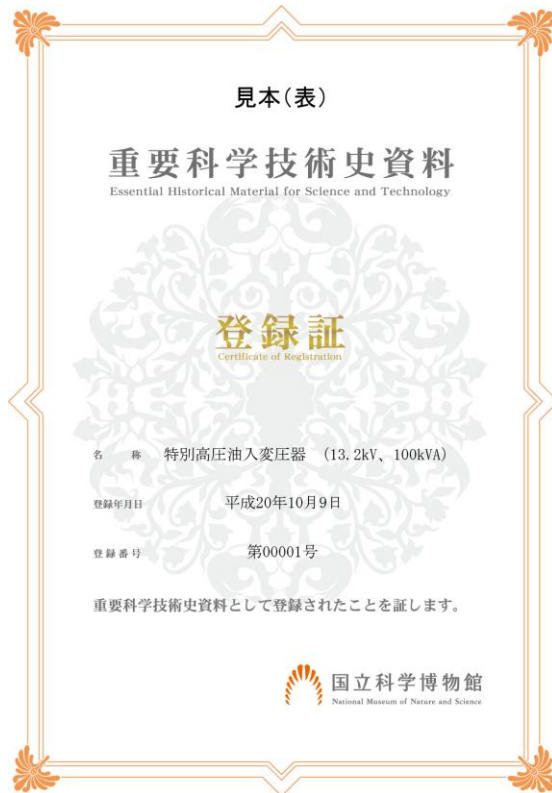 見本(表)
重要科学技術史資料
Essential Historical Material for Science and Technology
登録証
Certificate of Registration
名　称　特別高圧油入変圧器　(13.2kV、100kVA)
登録年月日　平成20年10月9日
登録番号　第00001号
重要科学技術史資料として登録されたことを証します。
国立科学博物館
National Museum of Nature and Science